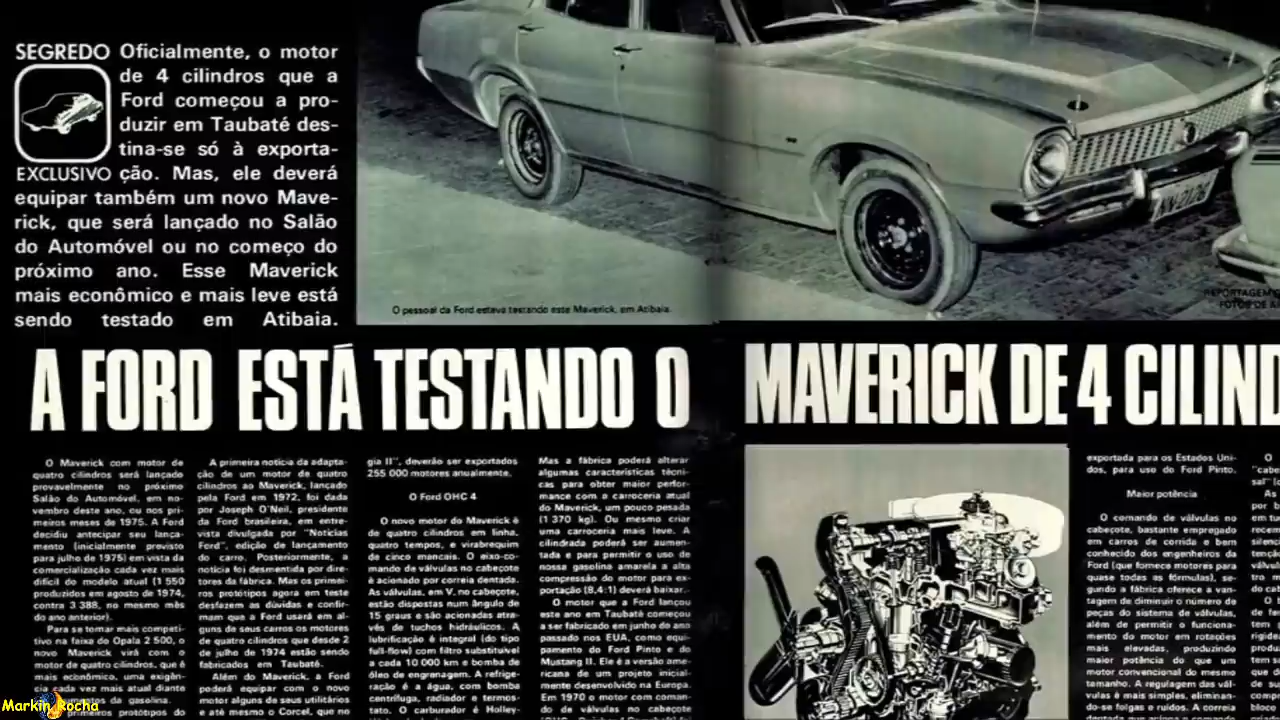 SEGREDO
EXCLUSIVO
Oficialmente, o motor
de 4 cilindros que a
Ford começou a pro-
duzir em Taubaté des-
tina-se só à exporta-
ção. Mas, ele deverá
equipar também um novo Mave-
rick, que será lançado no Salão
do Automóvel ou no começo do
próximo ano. Esse Maverick
mais econômico e mais leve está
sendo testado em Atibaia.
O pessoal da Ford estava testando este Maverick, em Atibaia.
A FORD ESTÁ TESTANDO O MAVERICK DE 4 CILIND
O Maverick com motor de
quatro cilindros será lançado
provavelmente no próximo
Salão do Automóvel, em no-
vembro deste ano, ou nos pri-
meiros meses de 1975. A Ford
decidiu antecipar seu lança-
mento (inicialmente previsto
para julho de 1975) em vista da
comercialização cada vez mais
difícil do modelo atual (1 550
produzidos em agosto de 1974,
contra 3 388, no mesmo mês
do ano anterior).
Para se tornar mais competi-
tivo na faixa do Opala 2 500, o
novo Maverick virá com o
motor de quatro cilindros, que é
mais econômico, uma exigên-
cia cada vez mais atual diante
aumentos da gasolina.
primeiros protótipos do
A primeira notícia da adapta-
ção de um motor de quatro
cilindros ao Maverick, lançado
pela Ford em 1972, foi dada
por Joseph O'Neil, presidente
da Ford brasileira, em entre-
vista divulgada por "Notícias
Ford", edição de lançamento
do carro. Posteriormente, a
notícia foi desmentida por dire-
tores da fábrica. Mas os primei-
ros protótipos agora em teste
desfazem as dúvidas e confir-
mam que a Ford usará em al-
guns de seus carros os motores
de quatro cilindros que desde 2
de julho de 1974 estão sendo
fabricados em Taubaté.
Além do Maverick, a Ford
poderá equipar com o novo
motor alguns de seus utilitários
e até mesmo o Corcel, que no
gia II", deverão ser exportados
255 000 motores anualmente.
O Ford OHC 4
O novo motor do Maverick é
de quatro cilindros em linha,
quatro tempos, e virabrequim
de cinco mancais. O eixo-co-
mando de válvulas no cabeçote
é acionado por correia dentada.
As válvulas, em V, no cabeçote,
estão dispostas num ângulo de
15 graus e são acionadas atra-
vés de tuchos hidráulicos. A
lubrificação é integral (do tipo
full-flow) com filtro substituível
a cada 10 000 km e bomba de
óleo de engrenagem. A refrige-
ração é a água, com bomba
centrífuga, radiador e termos-
tato. O carburador é Holley-
Mas a fábrica poderá alterar
algumas características técni-
cas para obter maior perfor-
mance com a carroceria atual
do Maverick, um pouco pesada
(1 370 kg). Ou mesmo criar
uma carroceria mais leve. A
cilindrada poderá ser aumen-
tada e para permitir o uso de
nossa gasolina amarela a alta
compressão do motor para ex-
portação (8,4:1) deverá baixar.
O motor que a Ford lançou
este ano em Taubaté começou
a ser fabricado em junho do ano
passado nos EUA, como equi-
pamento do Ford Pinto e do
Mustang II. Ele é a versão ame-
ricana de um projeto inicial-
mente desenvolvido na Europa.
Em 1970 o motor com coman-
exportada para os Estados Uni-
dos, para uso do Ford Pinto.
Maior potência
O comando de válvulas no
cabeçote, bastante empregado
em carros de corrida e bem
conhecido dos engenheiros da
Ford (que fornece motores para
quase todas as fórmulas), se-
gundo a fábrica oferece a van-
tagem de diminuir o número de
peças do sistema de válvulas,
além de permitir o funciona-
mento do motor em rotações
mais elevadas, produzindo
maior potência do que um
motor convencional do mesmo
tamanho. A regulagem das vál-
vulas é mais simples, eliminan-
do-se folgas e ruídos. A correia
Markin Rocha